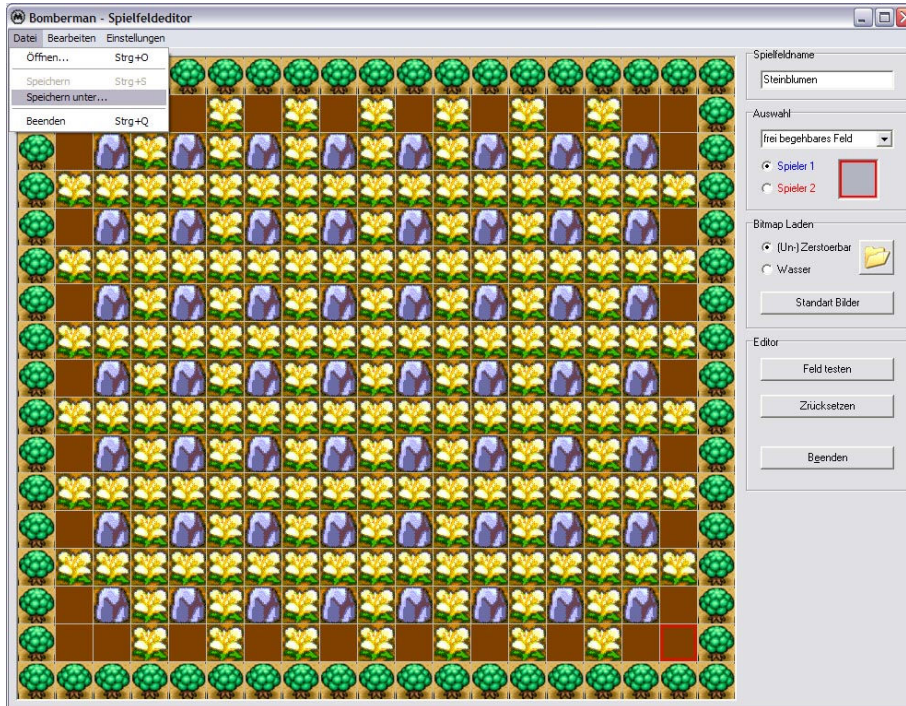 Bomberman - Spielfeldeditor
Datei Bearbeiten Einstellungen
Öffnen... Strg+O
Speichern Strg+S
Speichern unter...
Beenden Strg+Q
Spielfeldname
Steinblumen
Auswahl
frei begehbares Feld
Spieler 1
Spieler 2
Bitmap Laden
(Un-)Zerstoerbar
Wasser
Standart Bilder
Editor
Feld testen
Zrücksetzen
Beenden